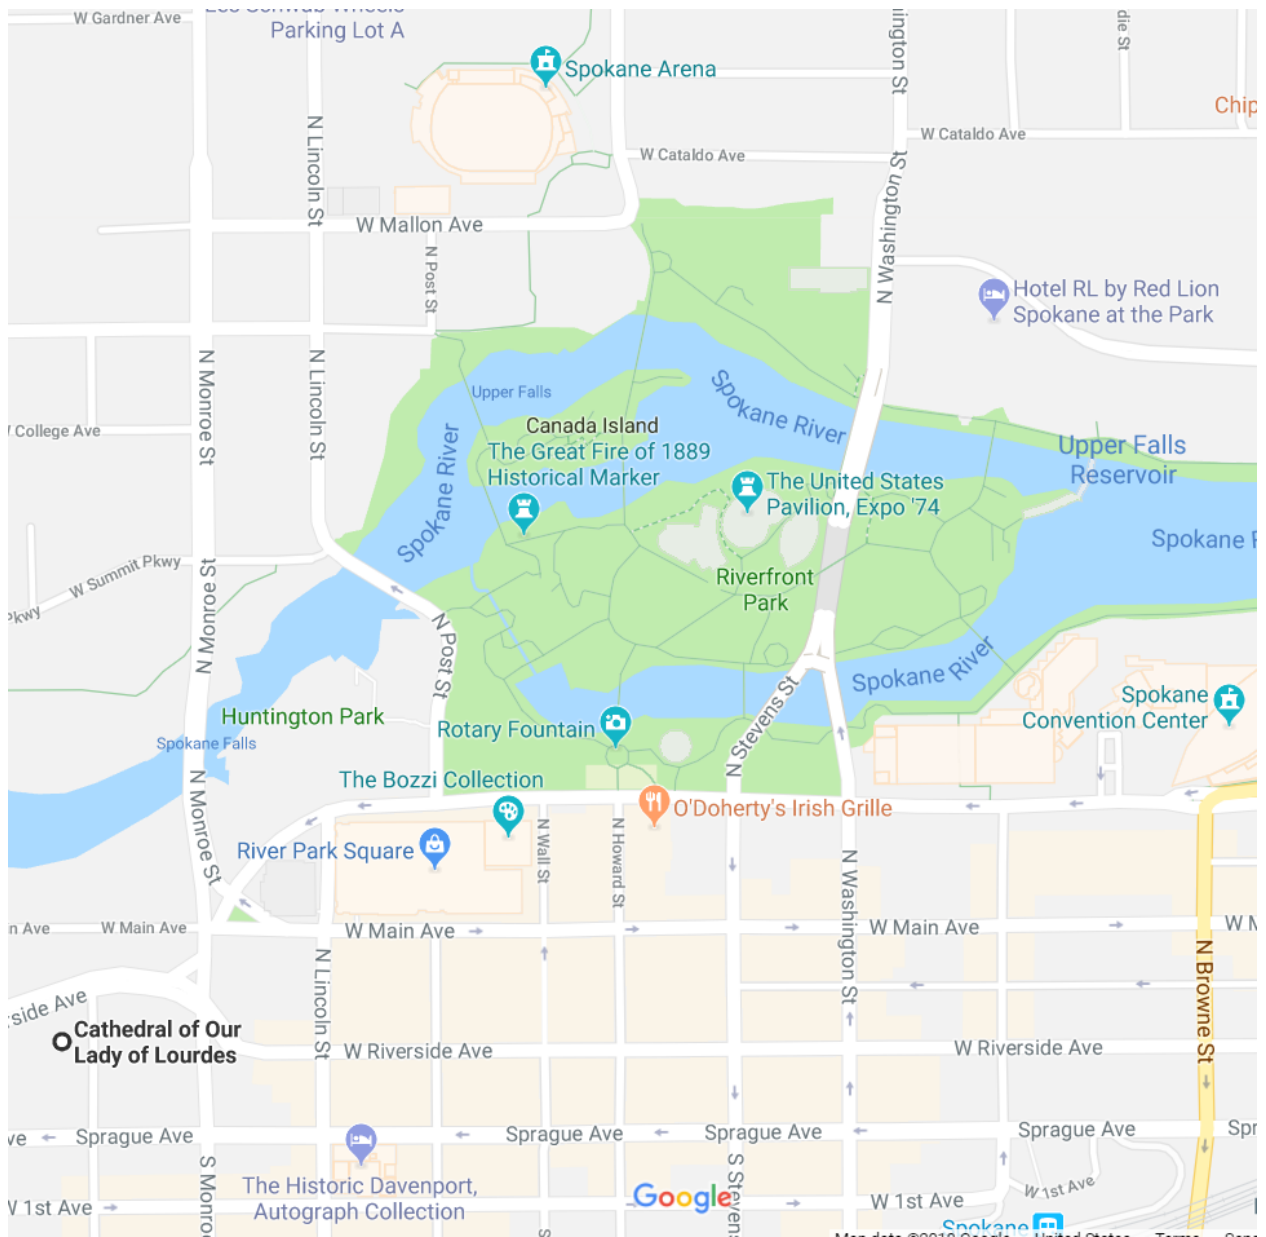 W Gardner Ave
Parking Lot A
Spokane Arena
W Cataldo Ave
W Cataldo Ave
N Lincoln St
N Washington St
W Mallon Ave
N Post St
Hotel RL by Red Lion
Spokane at the Park
N Monroe St
N Lincoln St
Upper Falls
Spokane River
Canada Island
College Ave
Spokane River
The Great Fire of 1889
Historical Marker
Upper Falls
Reservoir
The United States
Pavilion, Expo '74
Spokane
W Summit Pkwy
Pkwy
Riverfront
Park
N Monroe St
N Post St
Spokane River
Spokane
Convention Center
Huntington Park
Rotary Fountain
N Stevens St
Spokane Falls
The Bozzi Collection
O'Doherty's Irish Grille
N Monroe St
River Park Square
N Wall St
N Howard St
N Washington St
Ave
W Main Ave
W Main Ave
W Main Ave
N Lincoln St
N Browne St
Ave
Cathedral of Our
Lady of Lourdes
W Riverside Ave
W Riverside Ave
Sprague Ave
Sprague Ave
Sprague Ave
Sprague Ave
The Historic Davenport,
Autograph Collection
1st Ave
Google
S Stevens
W 1st Ave
W 1st Ave
Spokane